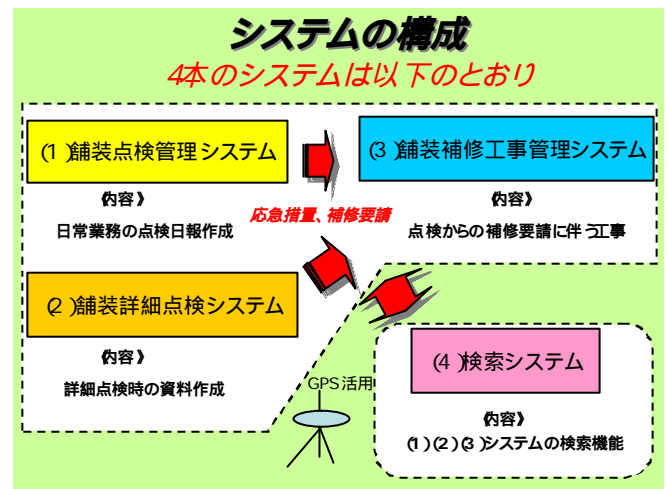 システムの構成
4本のシステムは以下のとおり
(1)舗装点検管理システム
《内容》
日常業務の点検日報作成
(3)舗装補修工事管理システム
《内容》
点検からの補修要請に伴う工事
応急措置、補修要請
(2)舗装詳細点検システム
《内容》
詳細点検時の資料作成
GPS活用
(4)検索システム
《内容》
(1)(2)(3)システムの検索機能